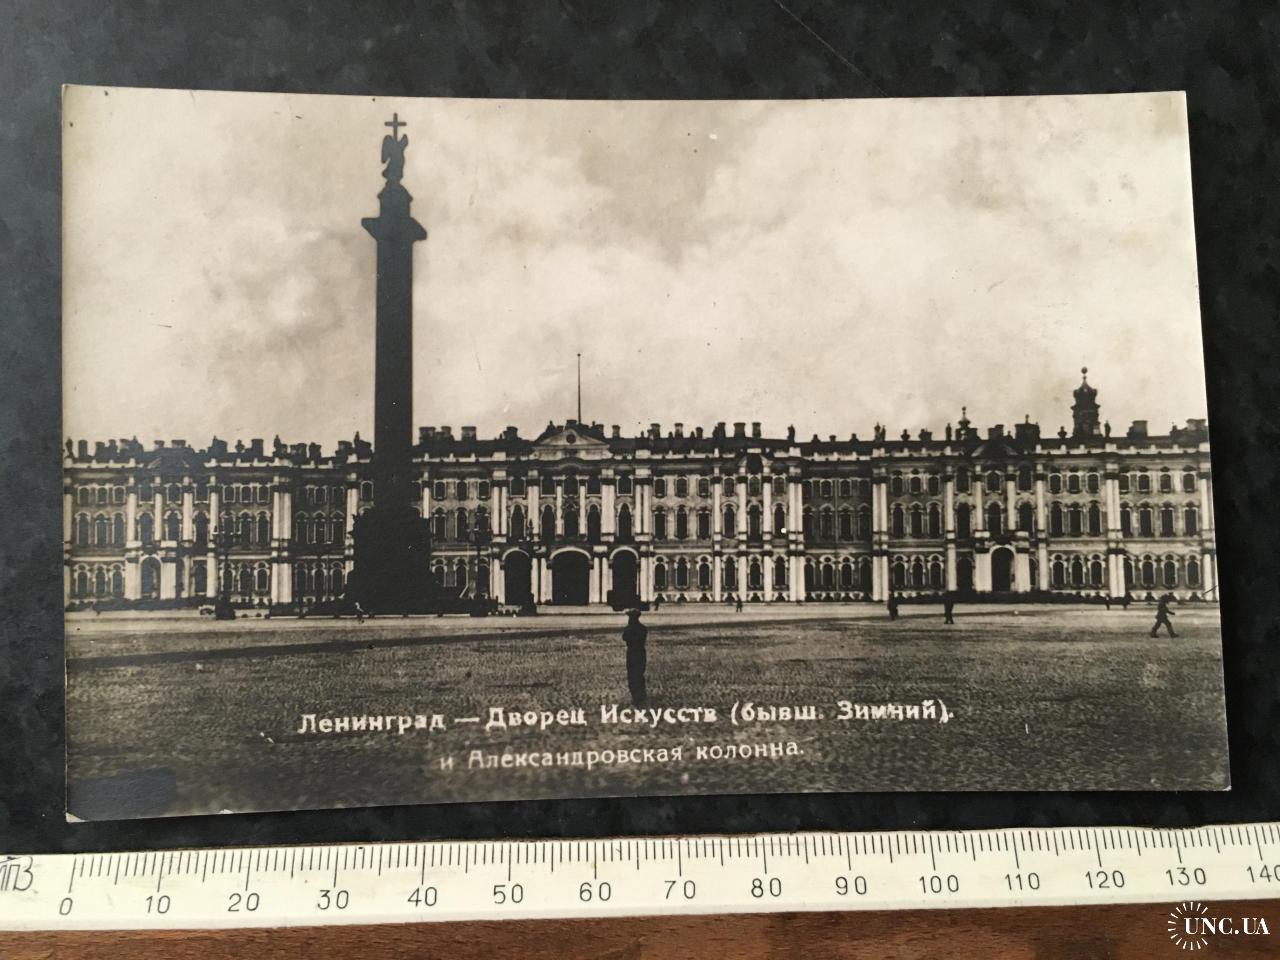 Ленинград — Дворец Искусств (бывш. Зимний).
и Александровская колонна.
0 10 20 30 40 50 60 70 80 90 100 110 120 130 140
UNC.UA